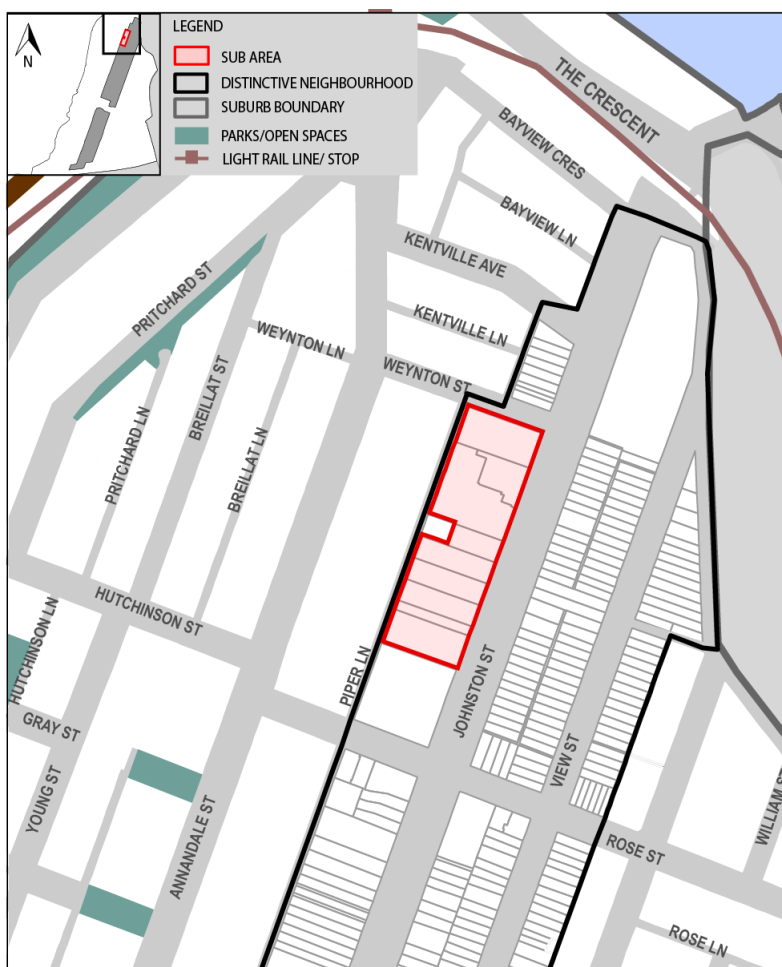 LEGEND
SUB AREA
DISTINCTIVE NEIGHBOURHOOD
SUBURB BOUNDARY
PARKS/OPEN SPACES
LIGHT RAIL LINE/ STOP
N
THE CRESCENT
BAYVIEW CRES
BAYVIEW LN
KENTVILLE AVE
KENTVILLE LN
PRITCHARD ST
WEYNTON LN
WEYNTON ST
BREILLAT ST
PRITCHARD LN
BREILLAT LN
HUTCHINSON ST
HUTCHINSON LN
PIPER LN
JOHNSTON ST
GRAY ST
VIEW ST
YOUNG ST
ANNANDALE ST
WILLIAM ST
ROSE ST
ROSE LN